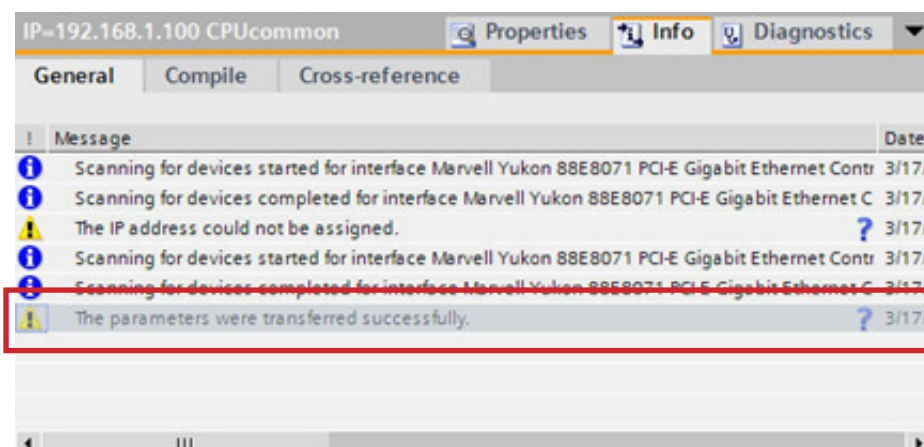 IP=192.168.1.100 CPUcommon Properties Info Diagnostics
General Compile Cross-reference
! Message Date
Scanning for devices started for interface Marvell Yukon 88E8071 PCI-E Gigabit Ethernet Contr 3/17/
Scanning for devices completed for interface Marvell Yukon 88E8071 PCI-E Gigabit Ethernet C 3/17/
The IP address could not be assigned. ? 3/17/
Scanning for devices started for interface Marvell Yukon 88E8071 PCI-E Gigabit Ethernet Contr 3/17/
Scanning for devices completed for interface Marvell Yukon 88E8071 PCI-E Gigabit Ethernet C 3/17/
The parameters were transferred successfully. ? 3/17/